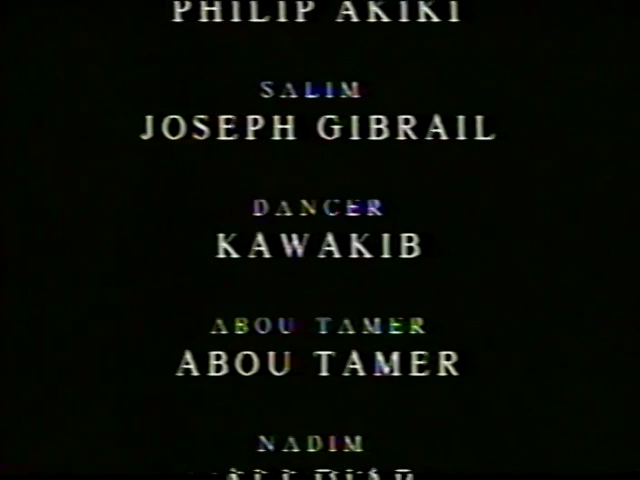 PHILIP AKIKI
SALIM
JOSEPH GIBRAIL
DANCER
KAWAKIB
ABOU TAMER
ABOU TAMER
NADIM